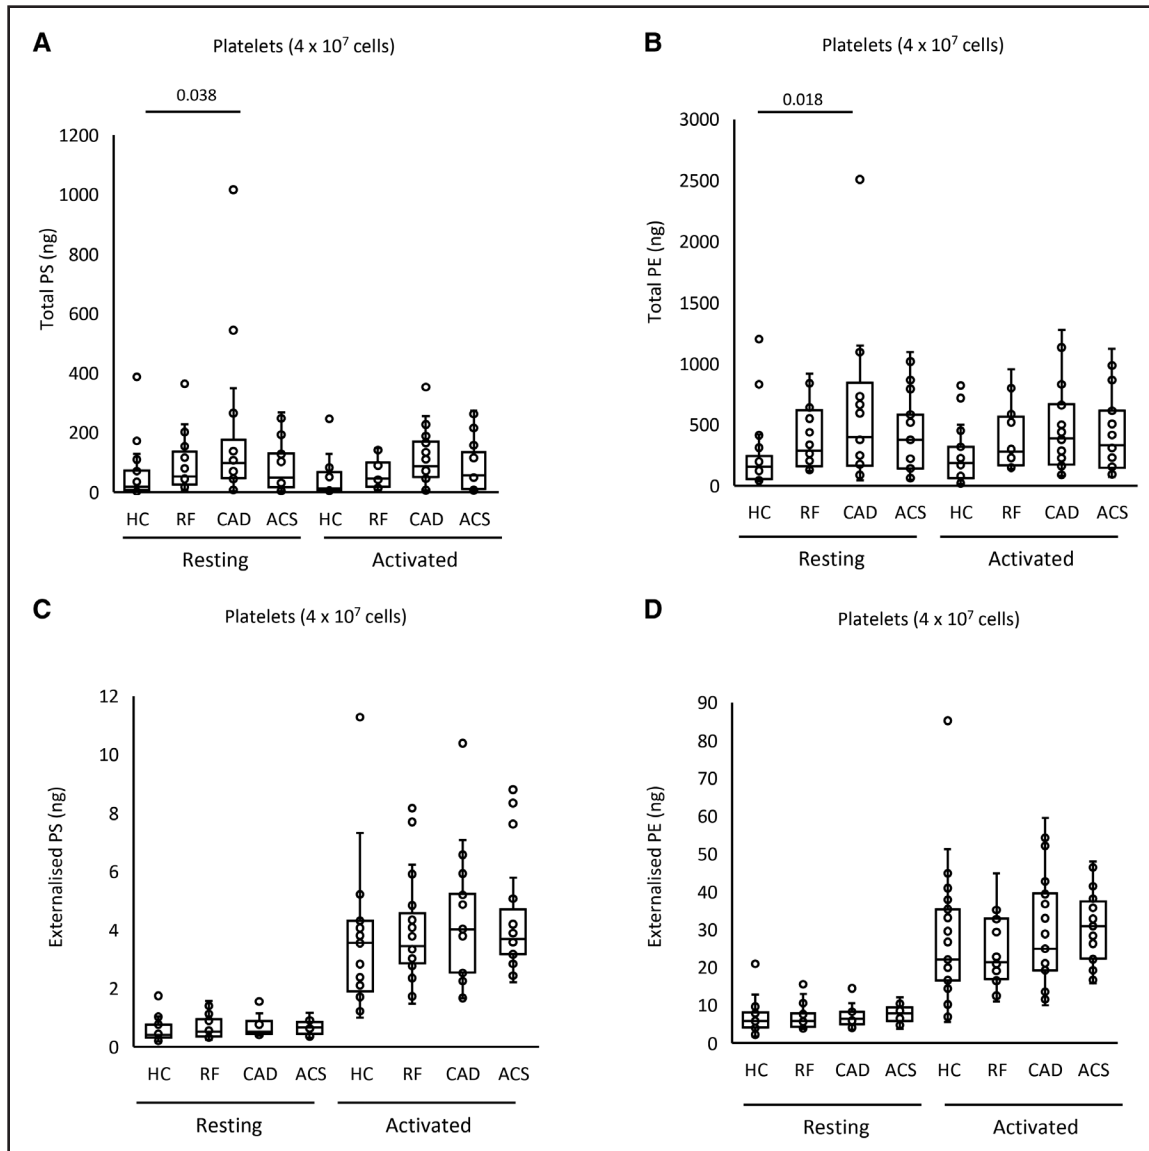 A
Platelets (4 x 10⁷ cells)
0.038
Total PS (ng)
1200
1000
800
600
400
200
0
HC RF CAD ACS HC RF CAD ACS
Resting Activated
B
Platelets (4 x 10⁷ cells)
0.018
Total PE (ng)
3000
2500
2000
1500
1000
500
0
HC RF CAD ACS HC RF CAD ACS
Resting Activated
C
Platelets (4 x 10⁷ cells)
Externalised PS (ng)
12
10
8
6
4
2
0
HC RF CAD ACS HC RF CAD ACS
Resting Activated
D
Platelets (4 x 10⁷ cells)
Externalised PE (ng)
90
80
70
60
50
40
30
20
10
0
HC RF CAD ACS HC RF CAD ACS
Resting Activated